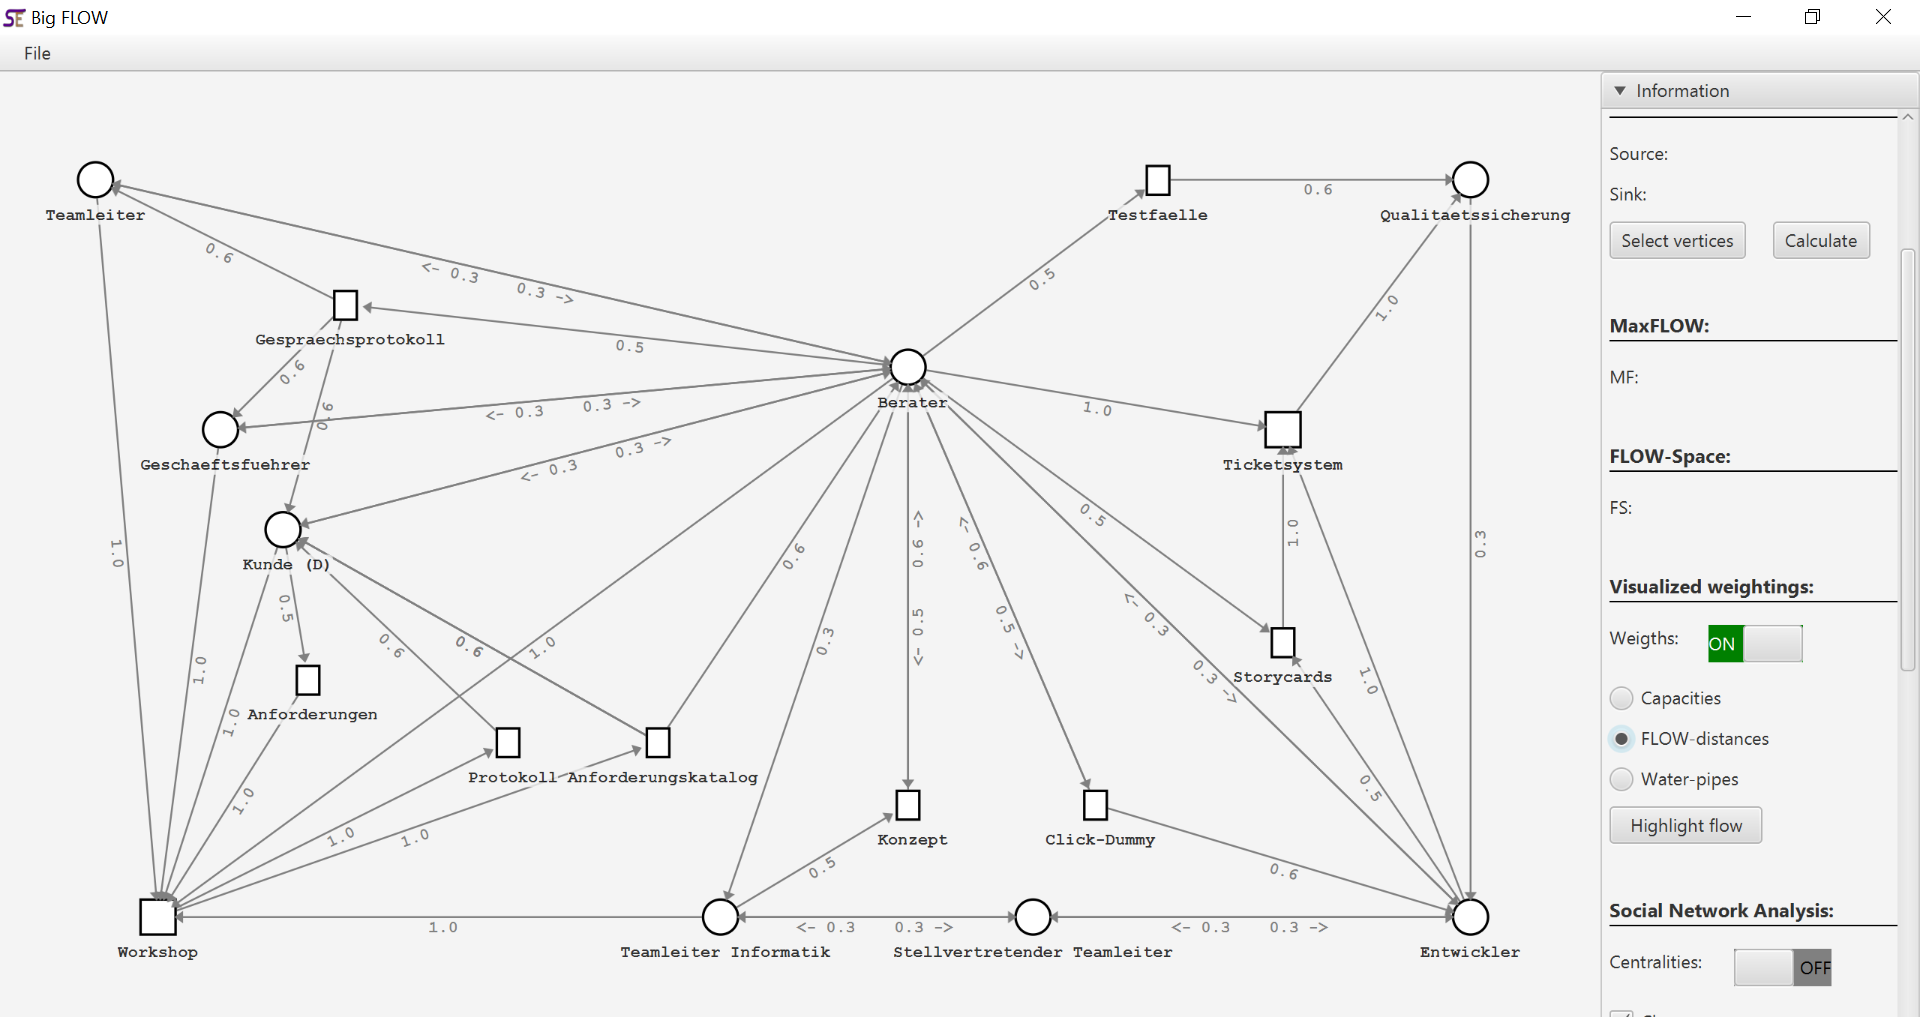 SE Big FLOW
File
Information
Source:
Sink:
Select vertices Calculate
MaxFLOW:
MF:
FLOW-Space:
FS:
Visualized weightings:
Weigths: ON
Capacities
FLOW-distances
Water-pipes
Highlight flow
Social Network Analysis:
Centralities: OFF
Teamleiter
Testfaelle
0.6
Qualitaetssicherung
0.6
<- 0.3 0.3 ->
0.5
1.0
Gespraechsprotokoll
0.5
0.6
0.6
<- 0.3 0.3 ->
Berater
1.0
Geschaeftsfuehrer
<- 0.3 0.3 ->
Ticketsystem
Kunde (D)
1.0
0.5
0.6
0.6
1.0
0.6
0.3
<- 0.5 0.6 ->
<- 0.6 0.5 ->
0.5
<- 0.3 0.3 ->
1.0
1.0
0.3
Storycards
1.0
1.0
Anforderungen
1.0
Protokoll Anforderungskatalog
1.0
1.0
0.5
Konzept
Click-Dummy
0.6
0.5
1.0
<- 0.3 0.3 ->
<- 0.3 0.3 ->
Workshop
Teamleiter Informatik
Stellvertretender Teamleiter
Entwickler